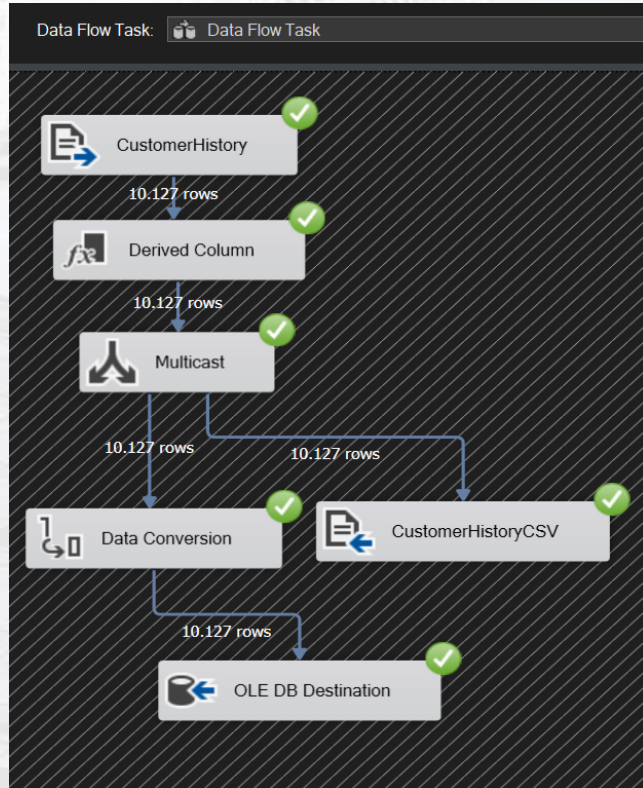 Data Flow Task: Data Flow Task
CustomerHistory
10.127 rows
fx Derived Column
10.127 rows
Multicast
10.127 rows
10.127 rows
Data Conversion
CustomerHistoryCSV
10.127 rows
OLE DB Destination